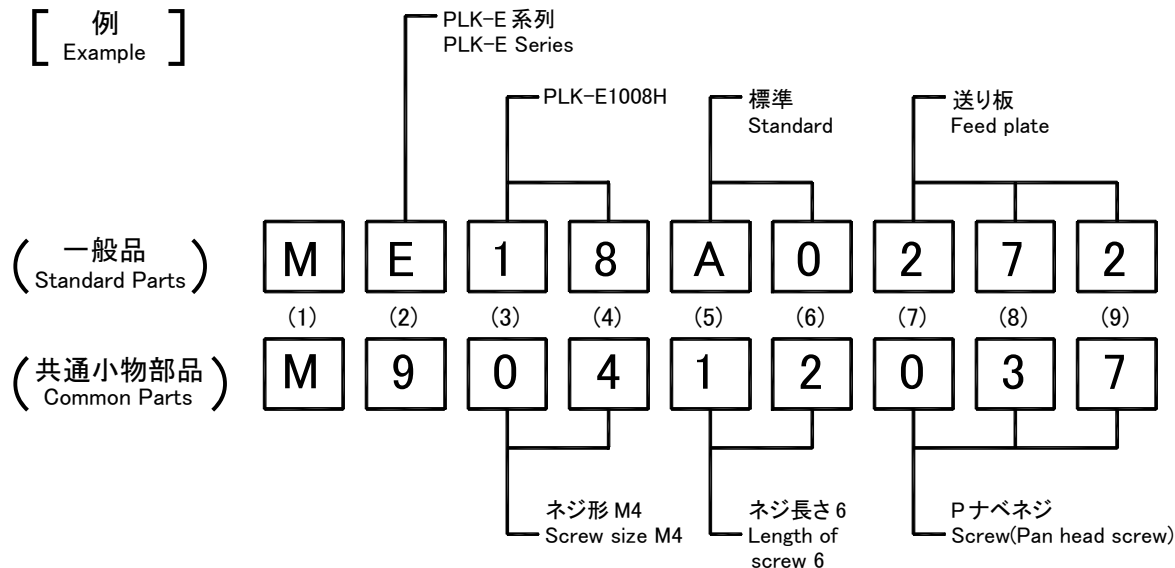 例
Example
PLK-E 系列
PLK-E Series
PLK-E1008H
標準
Standard
送り板
Feed plate
一般品
Standard Parts
M E 1 8 A 0 2 7 2
(1) (2) (3) (4) (5) (6) (7) (8) (9)
共通小物部品
Common Parts
M 9 0 4 1 2 0 3 7
ネジ形 M4
Screw size M4
ネジ長さ 6
Length of
screw 6
P ナベネジ
Screw(Pan head screw)